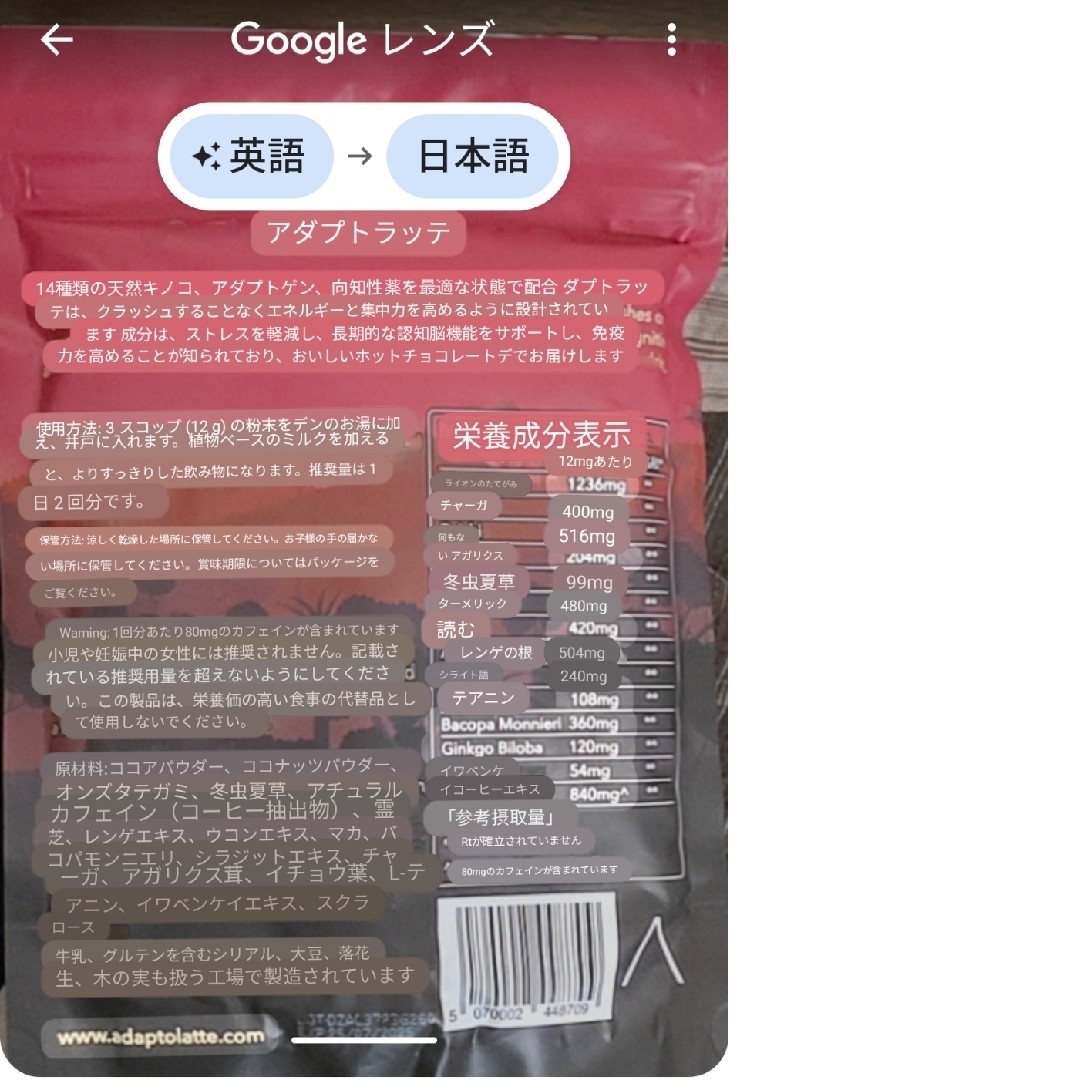 Google レンズ
英語 → 日本語
アダプトラッテ
14種類の天然キノコ、アダプトゲン、向知性薬を最適な状態で配合 ダプトラッ
テは、クラッシュすることなくエネルギーと集中力を高めるように設計されてい
ます 成分は、ストレスを軽減し、長期的な認知脳機能をサポートし、免疫
力を高めることが知られており、おいしいホットチョコレートデでお届けします
使用方法: 3 スコップ (12 g) の粉末をデンのお湯に加
え、井戸に入れます。植物ベースのミルクを加える
と、よりすっきりした飲み物になります。推奨量は 1
日 2 回分です。
保管方法: 涼しく乾燥した場所に保管してください。お子様の手の届かな
い場所に保管してください。賞味期限についてはパッケージを
ご覧ください。
Warning: 1回分あたり80mgのカフェインが含まれています
小児や妊娠中の女性には推奨されません。記載さ
れている推奨用量を超えないようにしてくださ
い。この製品は、栄養価の高い食事の代替品とし
て使用しないでください。
原材料:ココアパウダー、ココナッツパウダー、
オンズタテガミ、冬虫夏草、アチュラル
カフェイン（コーヒー抽出物）、霊
芝、レンゲエキス、ウコンエキス、マカ、バ
コパモンニエリ、シラジットエキス、チャ
ーガ、アガリクス茸、イチョウ葉、L-テ
アニン、イワベンケイエキス、スクラ
ロース
牛乳、グルテンを含むシリアル、大豆、落花
生、木の実も扱う工場で製造されています
www.adaptolatte.com
栄養成分表示
12mgあたり
ライオンのたてがみ 1236mg
チャーガ 400mg
何もな 516mg
い アガリクス 204mg
冬虫夏草 99mg
ターメリック 480mg
読む 420mg
レンゲの根 504mg
シライト語 240mg
テアニン 108mg
Bacopa Monnieri 360mg
Ginkgo Biloba 120mg
イワベンケ 54mg
イコーヒーエキス 840mg^
「参考摂取量」
RIが確立されていません
80mgのカフェインが含まれています
5 070002 448709